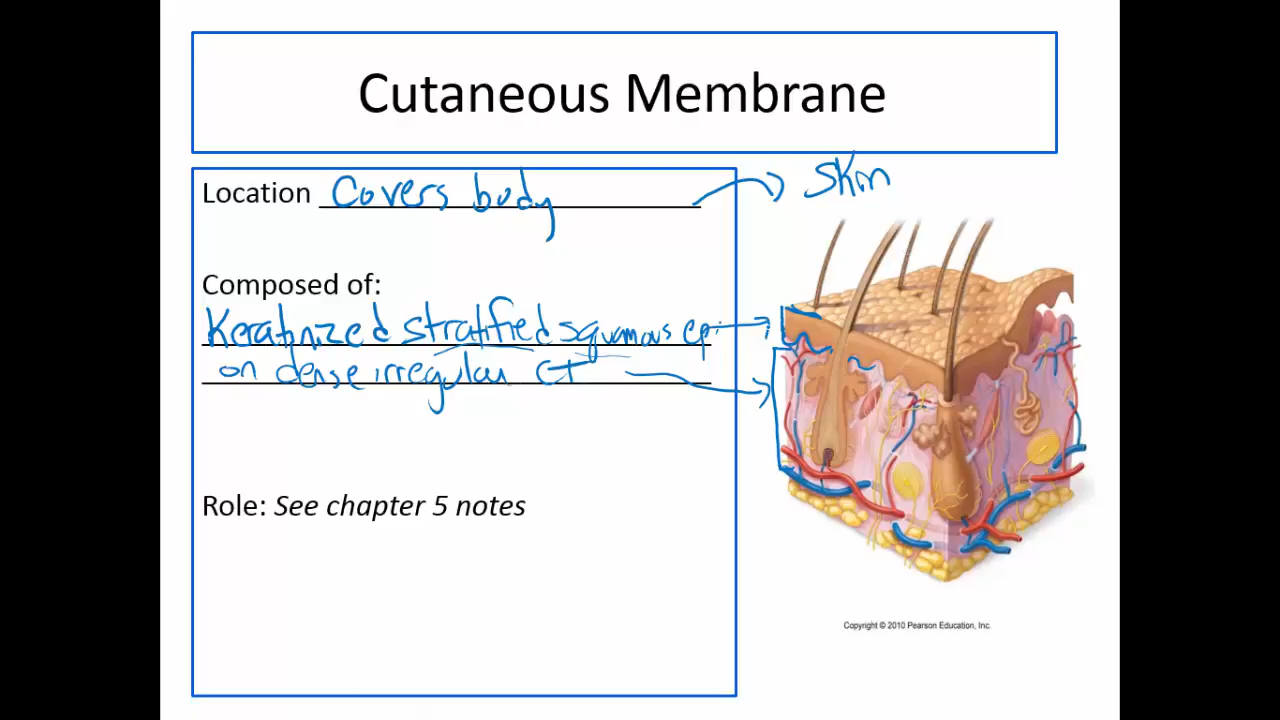 Cutaneous Membrane
Location Covers body
Skin
Composed of:
Keratinized stratified squamous epi
on dense irregular CT
Role: See chapter 5 notes
Copyright © 2010 Pearson Education, Inc.